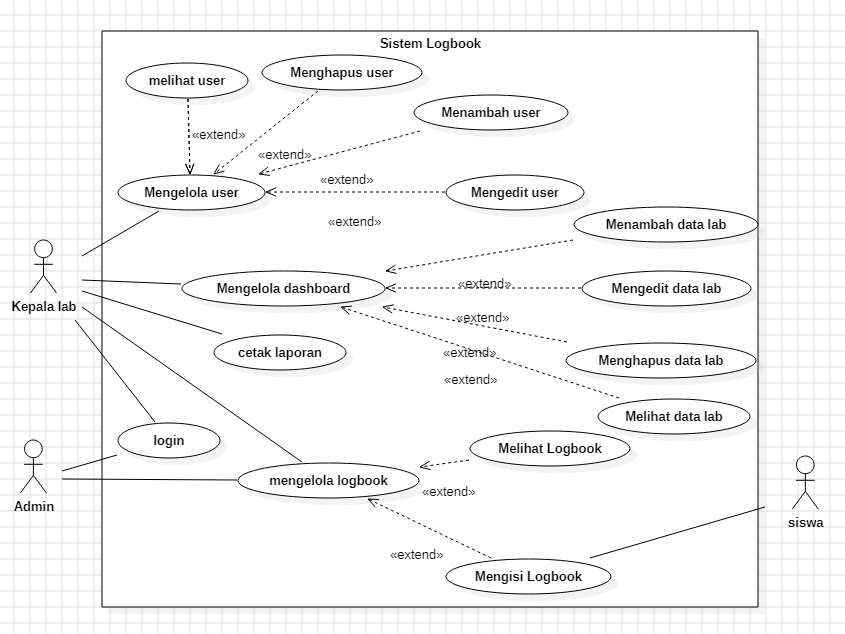 Sistem Logbook
melihat user
Menghapus user
Menambah user
«extend»
«extend»
«extend»
Mengelola user
Mengedit user
«extend»
Menambah data lab
Kepala lab
Mengelola dashboard
«extend»
Mengedit data lab
«extend»
cetak laporan
«extend»
Menghapus data lab
«extend»
Melihat data lab
login
Melihat Logbook
mengelola logbook
«extend»
Admin
siswa
«extend»
Mengisi Logbook